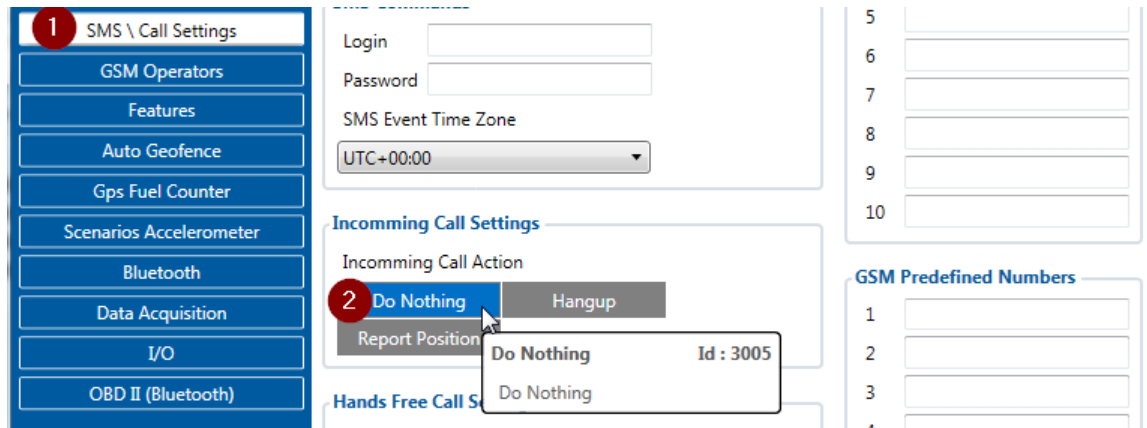 1
SMS \ Call Settings
GSM Operators
Features
Auto Geofence
Gps Fuel Counter
Scenarios Accelerometer
Bluetooth
Data Acquisition
I/O
OBD II (Bluetooth)
Login
Password
SMS Event Time Zone
UTC+00:00
Incomming Call Settings
Incomming Call Action
2 Do Nothing
Hangup
Report Position
Do Nothing Id : 3005
Do Nothing
Hands Free Call
5
6
7
8
9
10
GSM Predefined Numbers
1
2
3